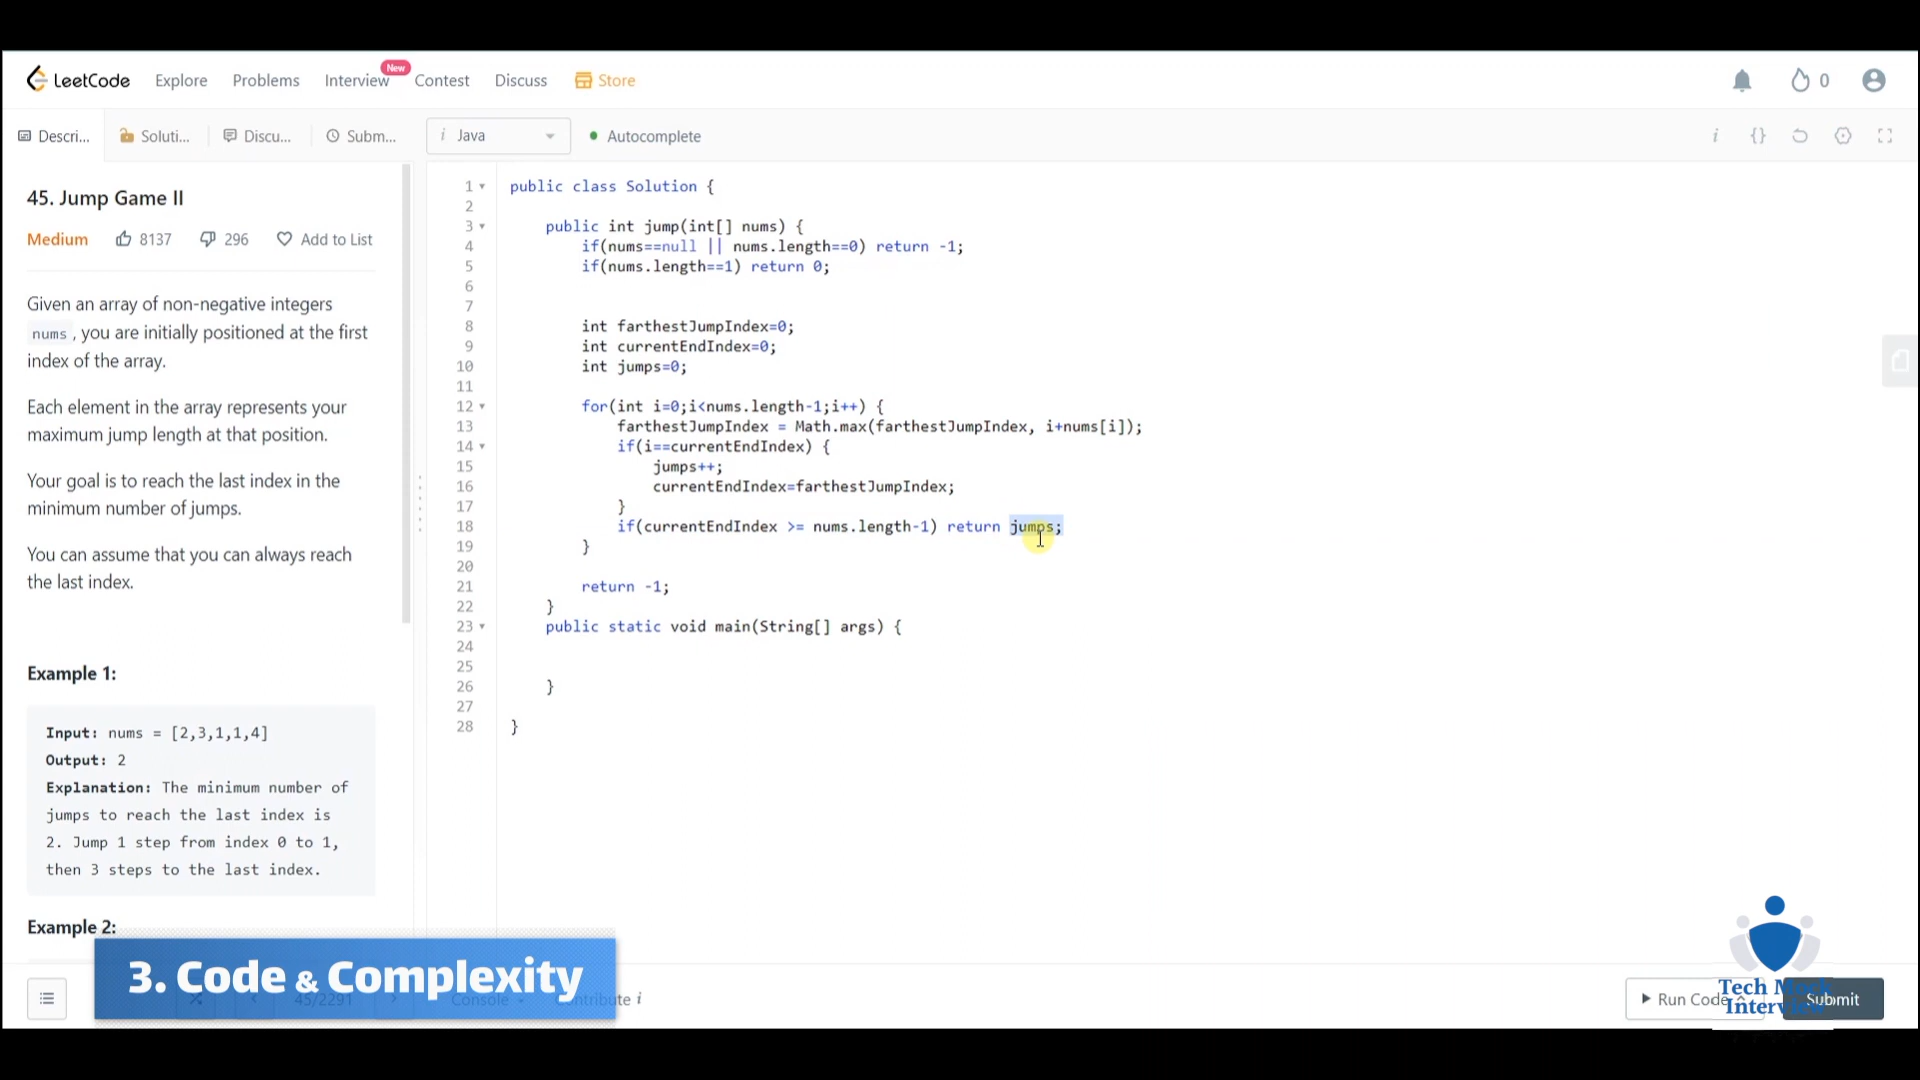 LeetCode
Explore
Problems
Interview
New
Contest
Discuss
Store
0
Descri...
Soluti...
Discu...
Subm...
i Java
Autocomplete
i
{}
45. Jump Game II
Medium
8137
296
Add to List
Given an array of non-negative integers
nums , you are initially positioned at the first
index of the array.
Each element in the array represents your
maximum jump length at that position.
Your goal is to reach the last index in the
minimum number of jumps.
You can assume that you can always reach
the last index.
Example 1:
Input: nums = [2,3,1,1,4]
Output: 2
Explanation: The minimum number of
jumps to reach the last index is
2. Jump 1 step from index 0 to 1,
then 3 steps to the last index.
Example 2:
1 public class Solution {
2
3 public int jump(int[] nums) {
4 if(nums==null || nums.length==0) return -1;
5 if(nums.length==1) return 0;
6
7
8 int farthestJumpIndex=0;
9 int currentEndIndex=0;
10 int jumps=0;
11
12 for(int i=0;i<nums.length-1;i++) {
13 farthestJumpIndex = Math.max(farthestJumpIndex, i+nums[i]);
14 if(i==currentEndIndex) {
15 jumps++;
16 currentEndIndex=farthestJumpIndex;
17 }
18 if(currentEndIndex >= nums.length-1) return jumps;
19 }
20
21 return -1;
22 }
23 public static void main(String[] args) {
24
25
26 }
27
28 }
3. Code & Complexity
45/2291
Console
Contribute i
Run Code
Submit
Tech Mock
Interview